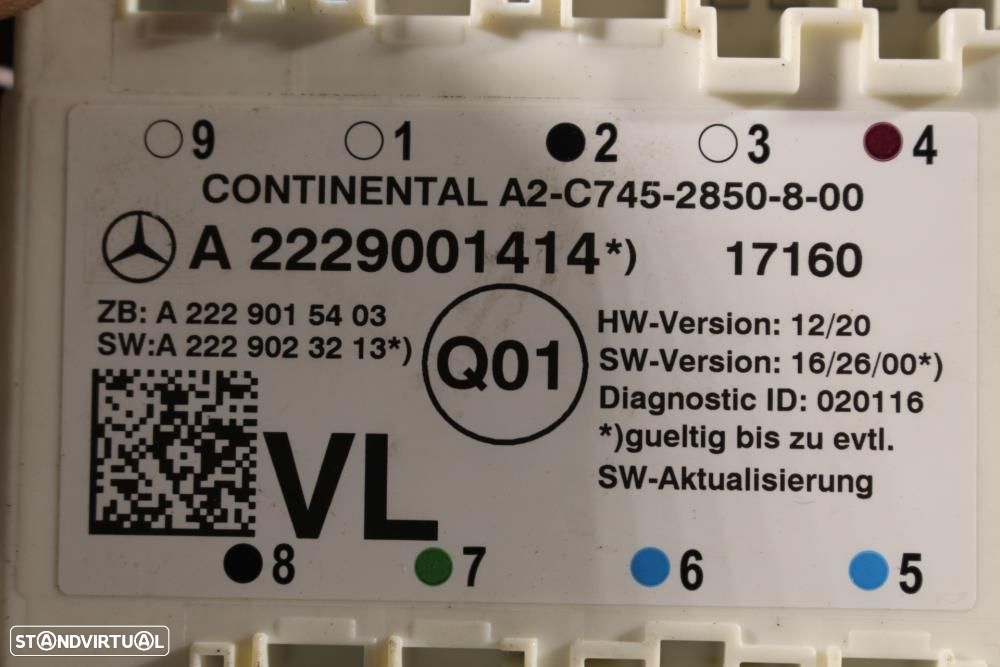 9 1 2 3 4
CONTINENTAL A2-C745-2850-8-00
A 2229001414*) 17160
ZB: A 222 901 54 03
SW:A 222 902 32 13*)
Q01
HW-Version: 12/20
SW-Version: 16/26/00*)
Diagnostic ID: 020116
*)gueltig bis zu evtl.
SW-Aktualisierung
VL
8 7 6 5
STANDVIRTUAL